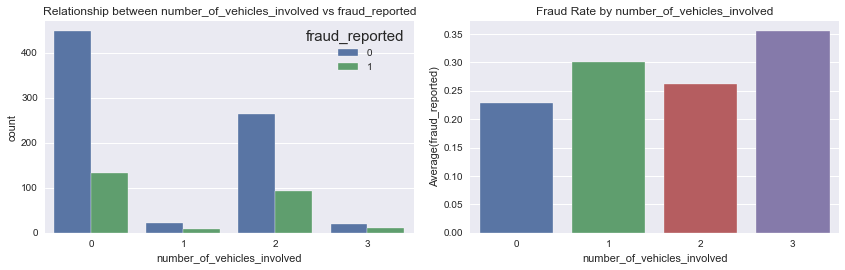 Relationship between number_of_vehicles_involved vs fraud_reported
fraud_reported
0
1
400
300
200
100
0
count
0 1 2 3
number_of_vehicles_involved
Fraud Rate by number_of_vehicles_involved
0.35
0.30
0.25
0.20
0.15
0.10
0.05
0.00
Average(fraud_reported)
0 1 2 3
number_of_vehicles_involved